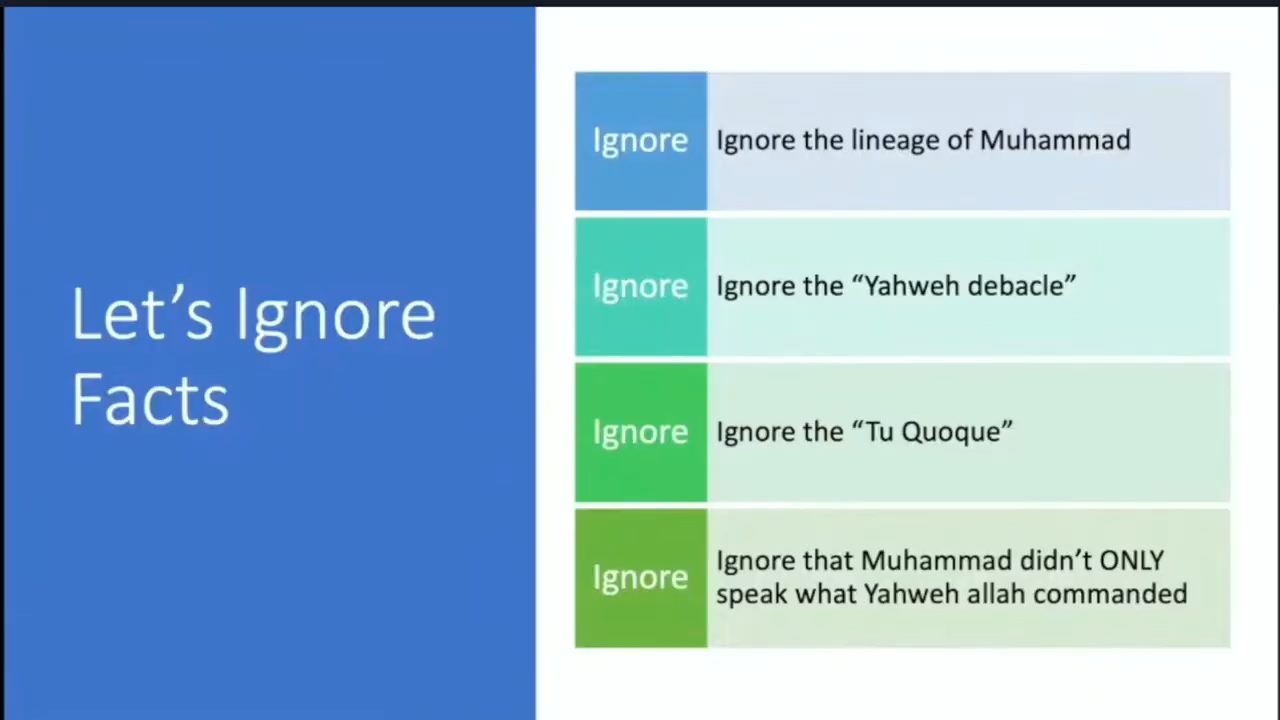 Let’s Ignore
Facts
Ignore
Ignore the lineage of Muhammad
Ignore
Ignore the “Yahweh debacle”
Ignore
Ignore the “Tu Quoque”
Ignore
Ignore that Muhammad didn’t ONLY
speak what Yahweh allah commanded